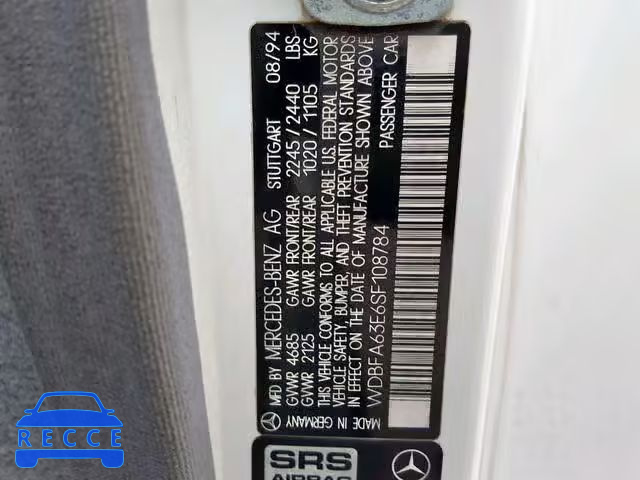 MFD BY MERCEDES-BENZ AG STUTTGART 08/94
GVWR 4685 GAWR FRONT/REAR 2245/2440 LBS
GVWR 2125 GAWR FRONT/REAR 1020/1105 KG
THIS VEHICLE CONFORMS TO ALL APPLICABLE U.S. FEDERAL MOTOR
VEHICLE SAFETY, BUMPER, AND THEFT PREVENTION STANDARDS
IN EFFECT ON THE DATE OF MANUFACTURE SHOWN ABOVE
WDBFA63E6SF108784 PASSENGER CAR
MADE IN GERMANY
SRS
AIRBAG
RECCE